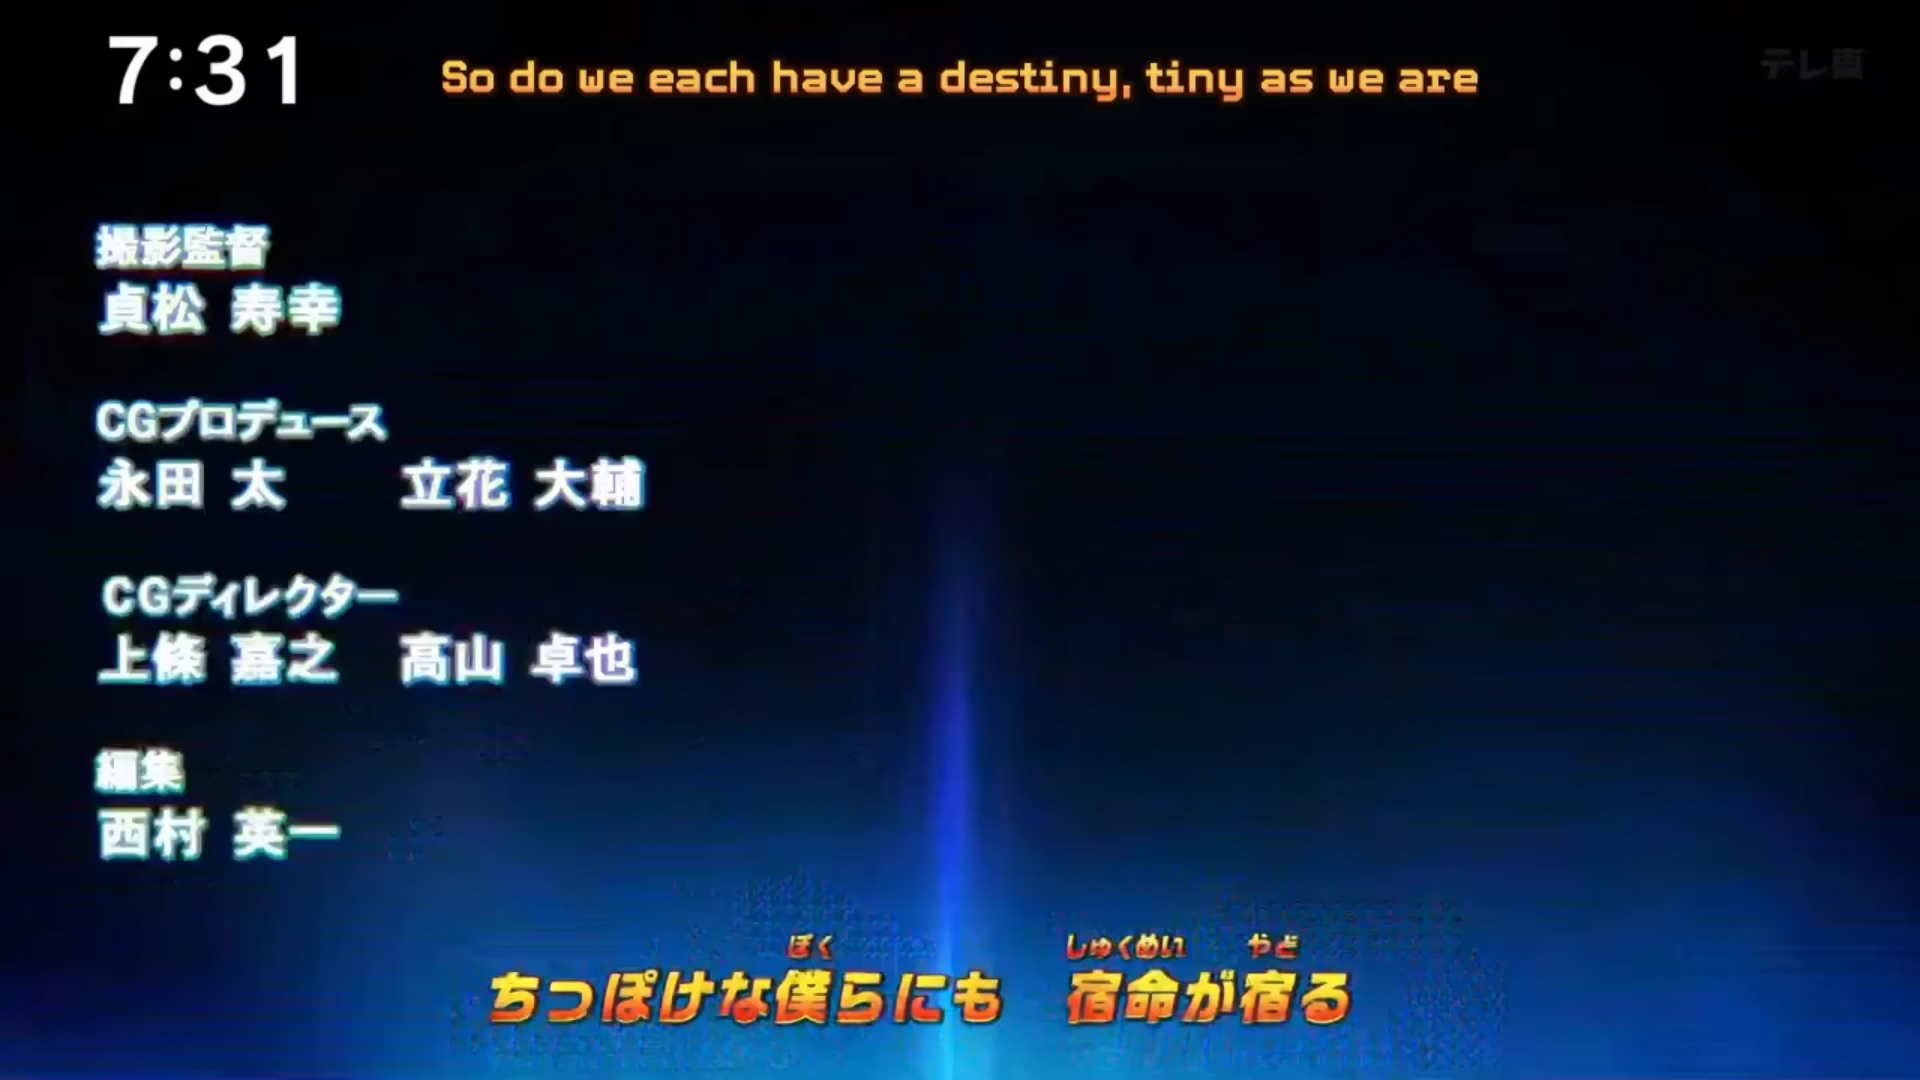 7:31
So do we each have a destiny, tiny as we are
テレ東
撮影監督
貞松 寿幸
CGプロデュース
永田 太 立花 大輔
CGディレクター
上條 嘉之 高山 卓也
編集
西村 英一
ぼく しゅくめい やど
ちっぽけな僕らにも 宿命が宿る